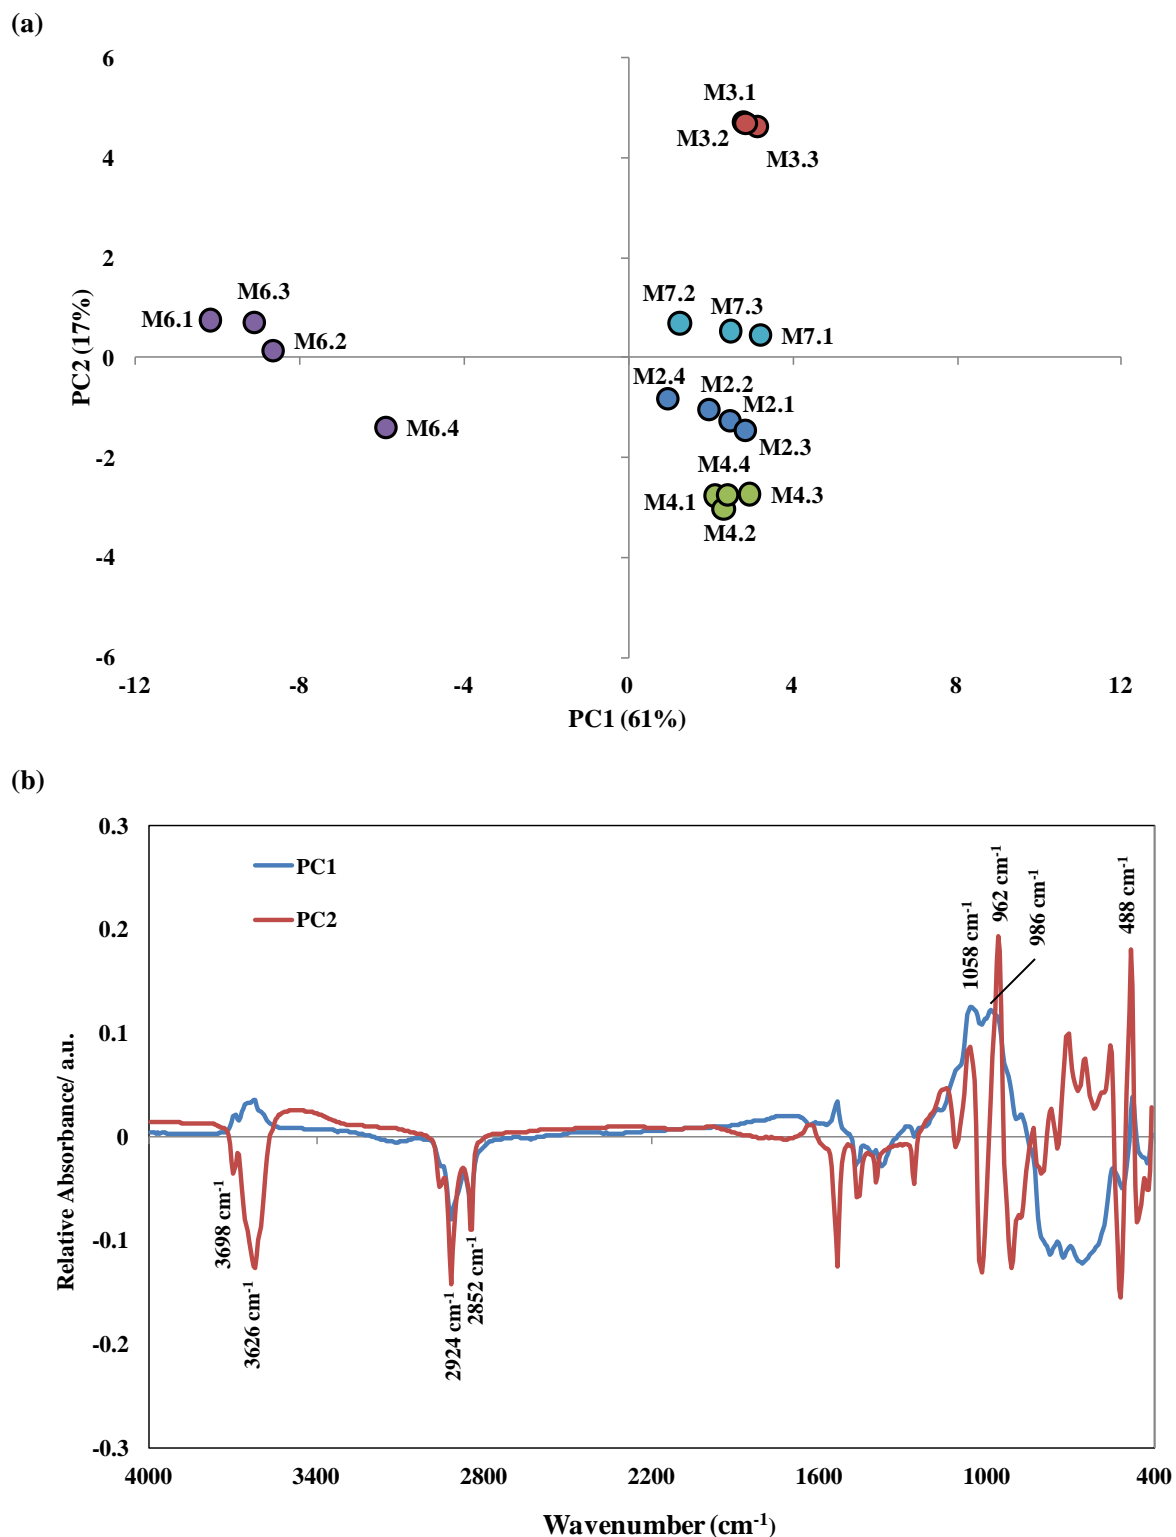 (a)
6
4
2
0
-2
-4
-6
PC2 (17%)
M3.1
M3.2
M3.3
M7.2
M7.3
M7.1
M6.3
M6.1
M6.2
M6.4
M2.4
M2.2
M2.1
M2.3
M4.4
M4.1
M4.3
M4.2
-12
-8
-4
0
4
8
12
PC1 (61%)
(b)
0.3
0.2
0.1
0
-0.1
-0.2
-0.3
Relative Absorbance/ a.u.
PC1
PC2
3698 cm⁻¹
3626 cm⁻¹
2924 cm⁻¹
2852 cm⁻¹
1058 cm⁻¹
962 cm⁻¹
986 cm⁻¹
488 cm⁻¹
4000
3400
2800
2200
1600
1000
400
Wavenumber (cm⁻¹)